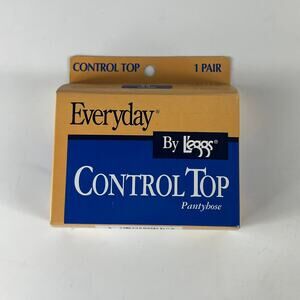 CONTROL TOP 1 PAIR
Everyday®
By L'eggs®
CONTROL TOP
Pantyhose